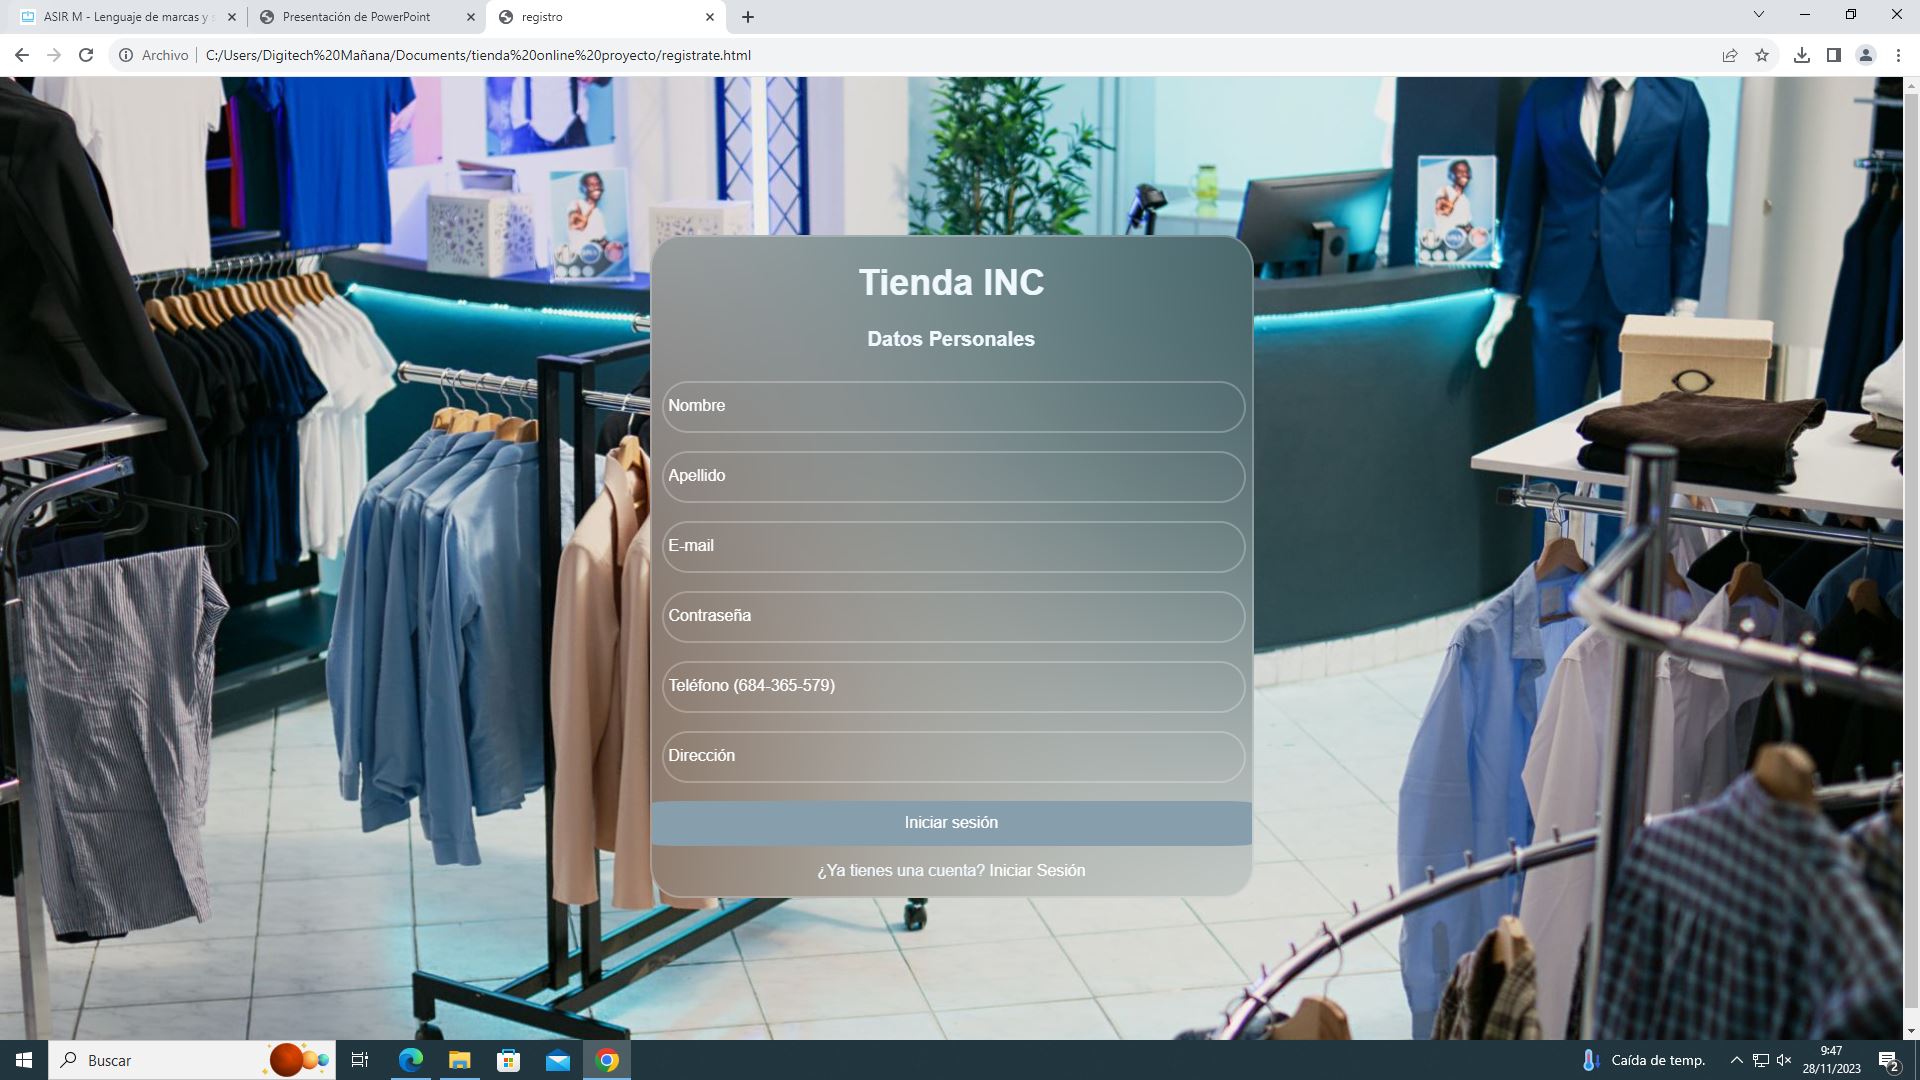 ASIR M - Lenguaje de marcas y s
Presentación de PowerPoint
registro
Archivo
C:/Users/Digitech%20Mañana/Documents/tienda%20online%20proyecto/registrate.html
Tienda INC
Datos Personales
Nombre
Apellido
E-mail
Contraseña
Teléfono (684-365-579)
Dirección
Iniciar sesión
¿Ya tienes una cuenta? Iniciar Sesión
Buscar
Caída de temp.
9:47
28/11/2023
2